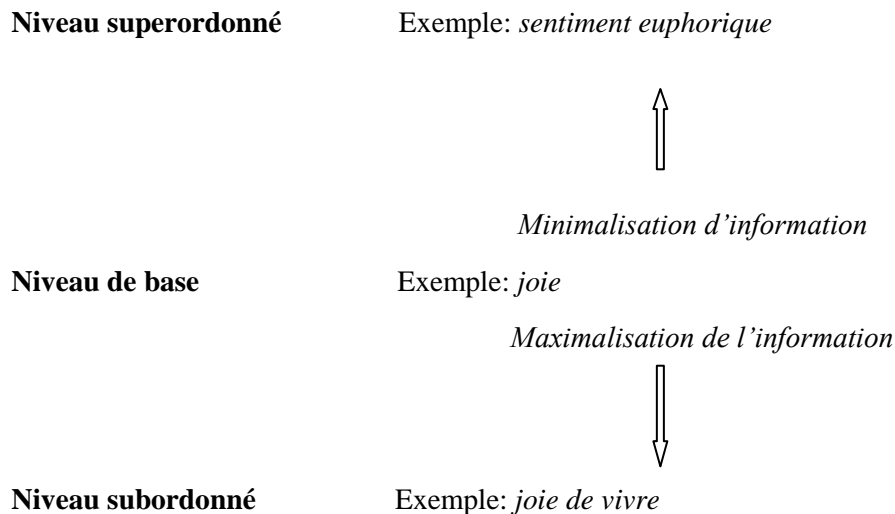 Niveau superordonné Exemple: sentiment euphorique
Minimalisation d’information
Niveau de base Exemple: joie
Maximalisation de l’information
Niveau subordonné Exemple: joie de vivre